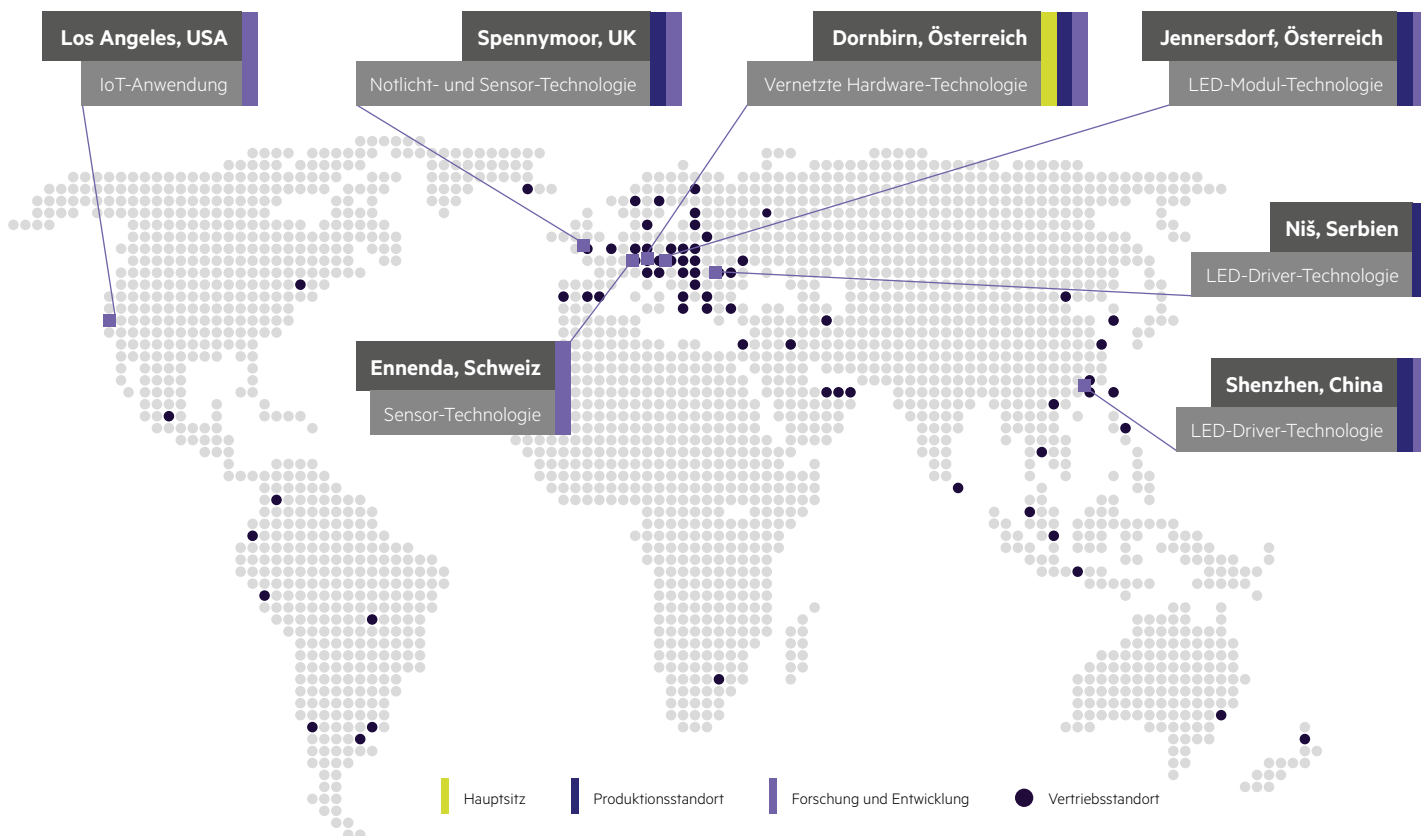 Los Angeles, USA
IoT-Anwendung
Spennymoor, UK
Notlicht- und Sensor-Technologie
Dornbirn, Österreich
Vernetzte Hardware-Technologie
Jennersdorf, Österreich
LED-Modul-Technologie
Niš, Serbien
LED-Driver-Technologie
Ennenda, Schweiz
Sensor-Technologie
Shenzhen, China
LED-Driver-Technologie
Hauptsitz
Produktionsstandort
Forschung und Entwicklung
Vertriebsstandort